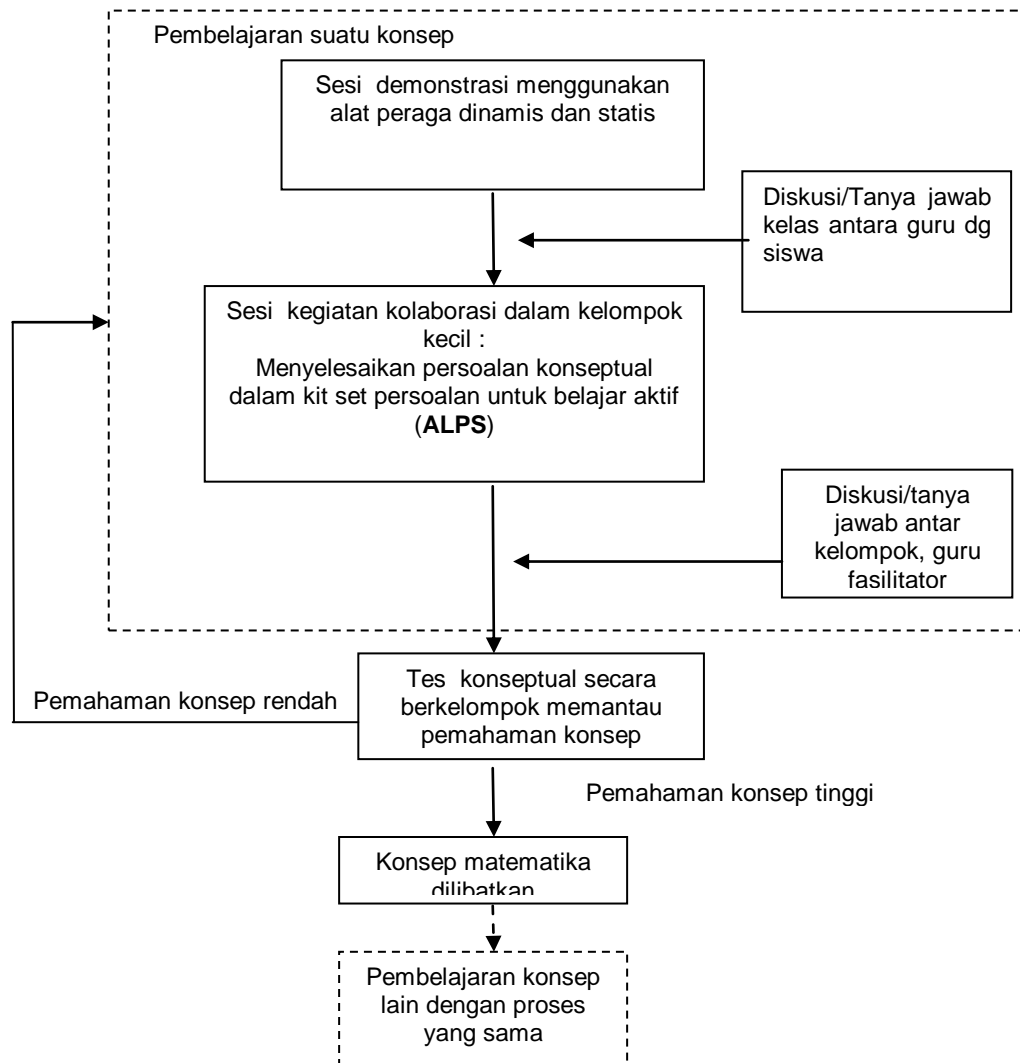 Pembelajaran suatu konsep
Sesi demonstrasi menggunakan
alat peraga dinamis dan statis
Diskusi/Tanya jawab
kelas antara guru dg
siswa
Sesi kegiatan kolaborasi dalam kelompok
kecil :
Menyelesaikan persoalan konseptual
dalam kit set persoalan untuk belajar aktif
(ALPS)
Diskusi/tanya
jawab antar
kelompok, guru
fasilitator
Tes konseptual secara
berkelompok memantau
pemahaman konsep
Pemahaman konsep rendah
Pemahaman konsep tinggi
Konsep matematika
dilibatkan
Pembelajaran konsep
lain dengan proses
yang sama